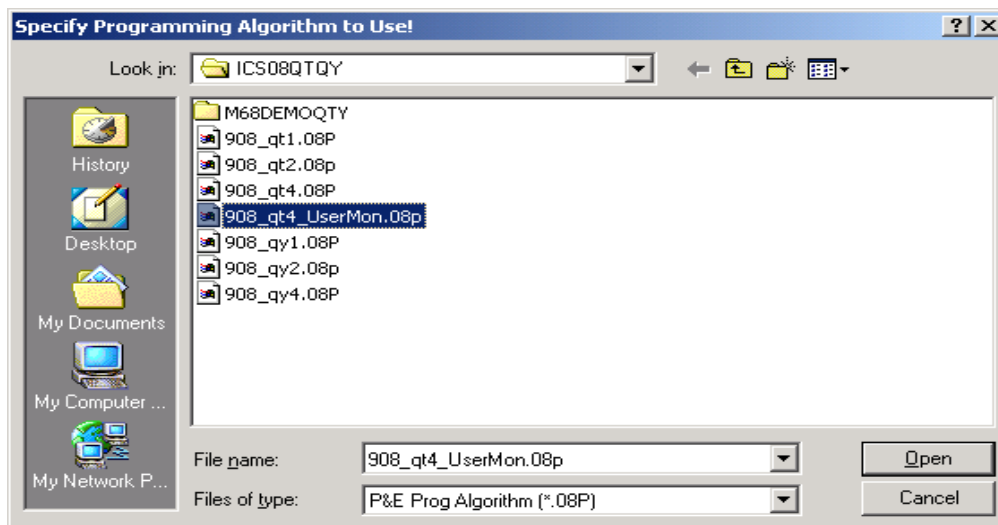 Specify Programming Algorithm to Use!
Look in: ICS08QTQY
History
Desktop
My Documents
My Computer ...
My Network P...
M68DEMOQTY
908_qt1.08P
908_qt2.08p
908_qt4.08P
908_qt4_UserMon.08p
908_qy1.08P
908_qy2.08p
908_qy4.08P
File name: 908_qt4_UserMon.08p Open
Files of type: P&E Prog Algorithm (*.08P) Cancel